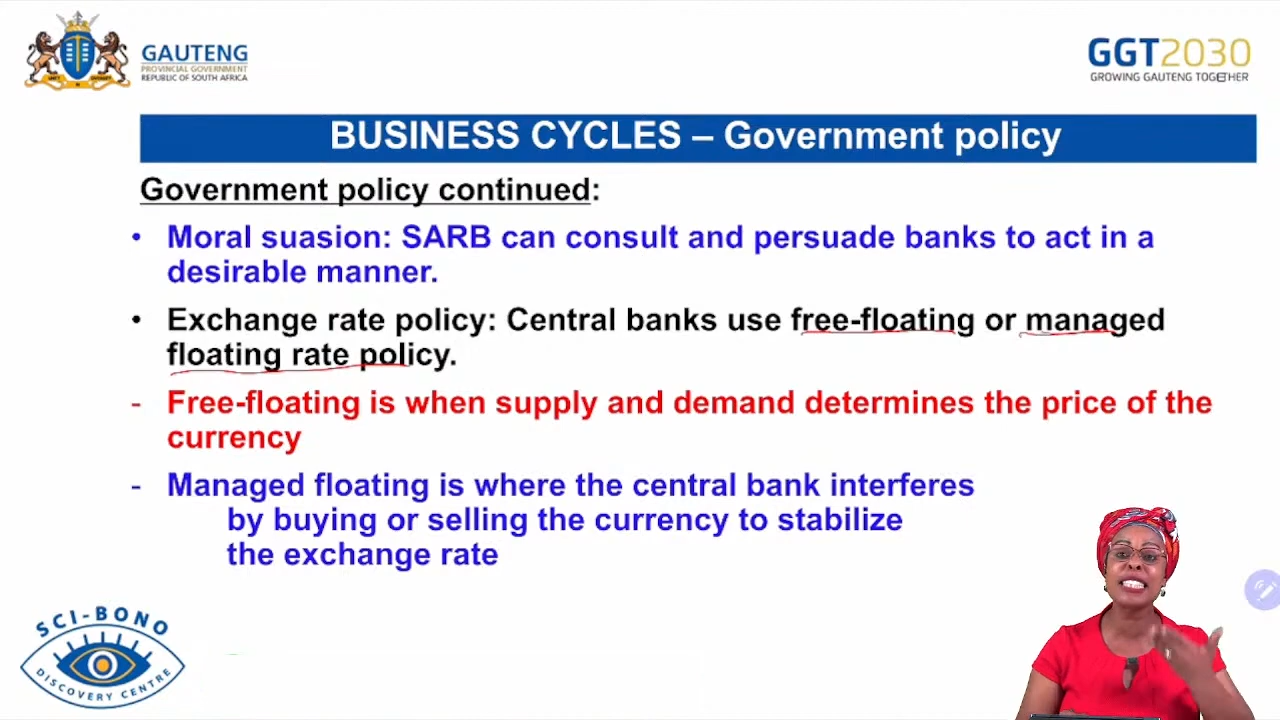 GAUTENG
PROVINCIAL GOVERNMENT
REPUBLIC OF SOUTH AFRICA
GGT2030
GROWING GAUTENG TOGETHER
BUSINESS CYCLES – Government policy
Government policy continued:
• Moral suasion: SARB can consult and persuade banks to act in a
desirable manner.
• Exchange rate policy: Central banks use free-floating or managed
floating rate policy.
- Free-floating is when supply and demand determines the price of the
currency
- Managed floating is where the central bank interferes
by buying or selling the currency to stabilize
the exchange rate
SCI-BONO
DISCOVERY CENTRE